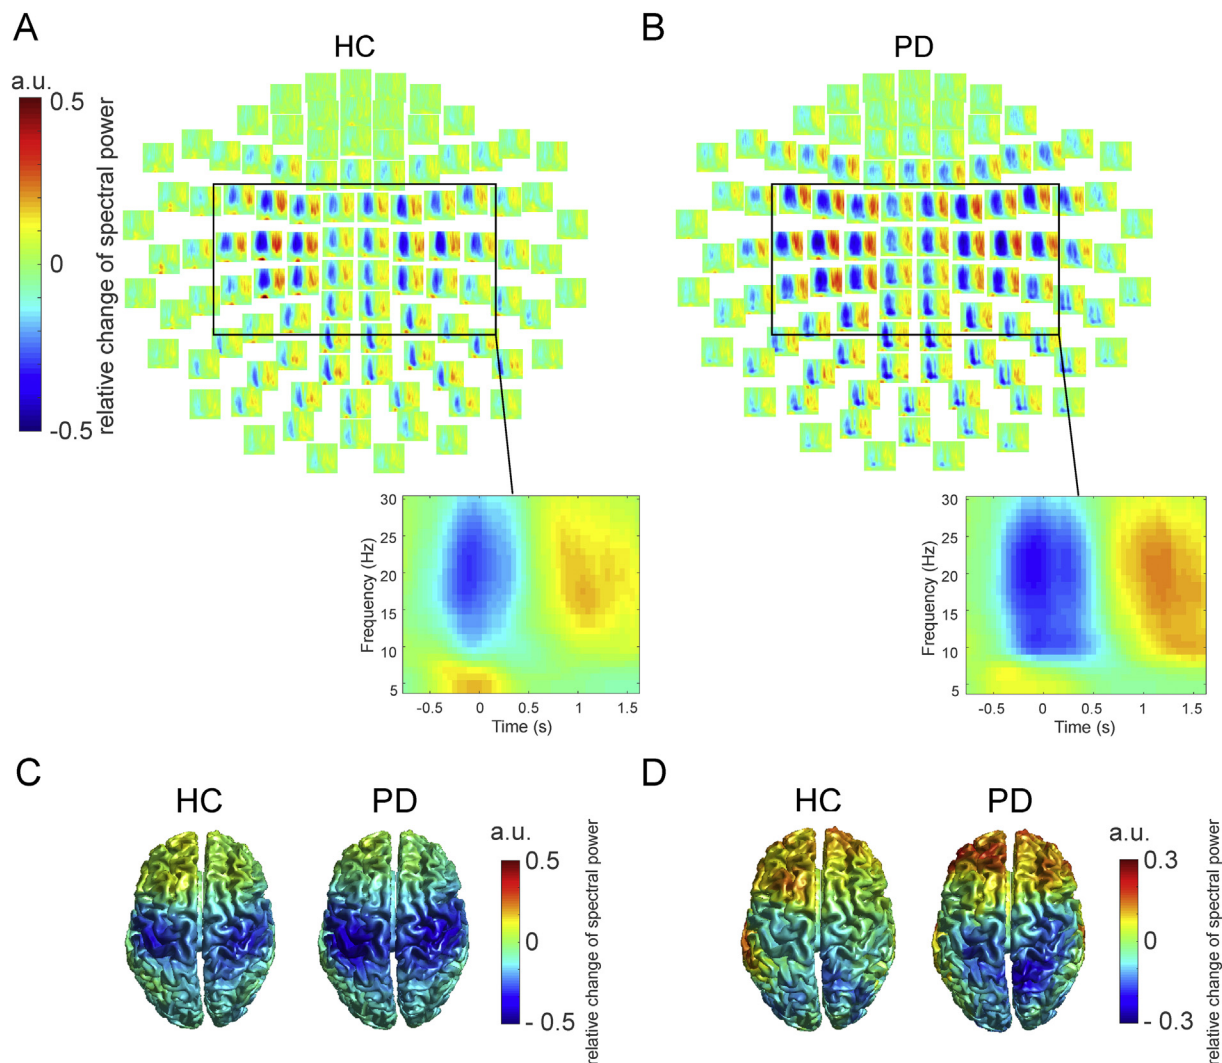 A
HC
a.u.
0.5
0
-0.5
relative change of spectral power
30
25
20
15
10
5
Frequency (Hz)
-0.5
0
0.5
1
1.5
Time (s)
B
PD
30
25
20
15
10
5
Frequency (Hz)
-0.5
0
0.5
1
1.5
Time (s)
C
HC
PD
a.u.
0.5
0
- 0.5
relative change of spectral power
D
HC
PD
a.u.
0.3
0
- 0.3
relative change of spectral power